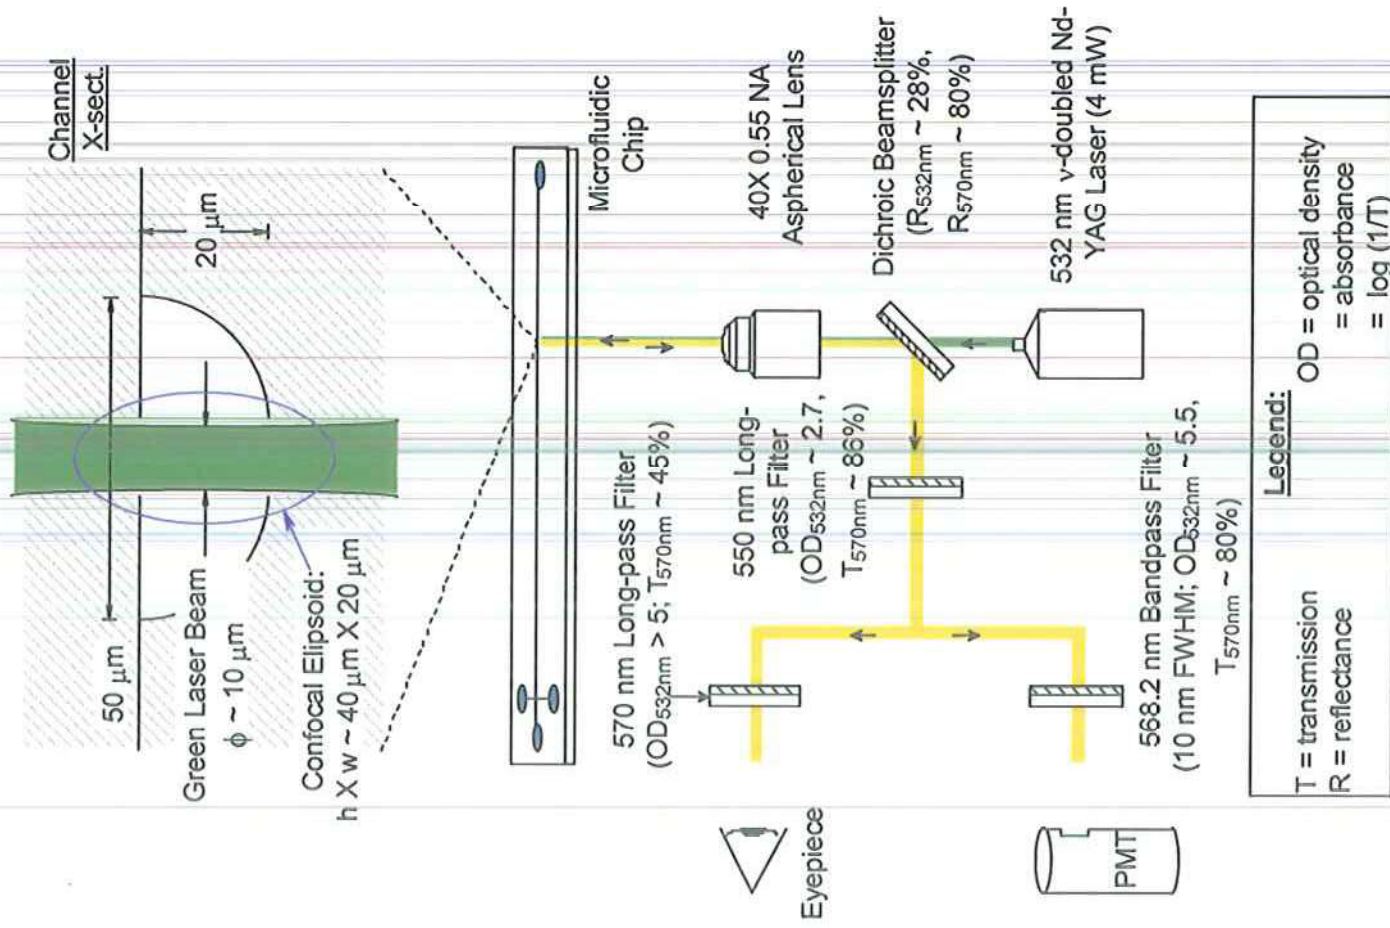 Channel
X-sect.
50 μm
20 μm
Green Laser Beam
ϕ ~ 10 μm
Confocal Elipsoid:
h X w ~ 40 μm X 20 μm
Microfluidic
Chip
570 nm Long-pass Filter
(OD532nm > 5; T570nm ~ 45%)
40X 0.55 NA
Aspherical Lens
550 nm Long-
pass Filter
(OD532nm ~ 2.7,
T570nm ~ 86%)
Dichroic Beamsplitter
(R532nm ~ 28%,
R570nm ~ 80%)
Eyepiece
532 nm ν-doubled Nd-
YAG Laser (4 mW)
568.2 nm Bandpass Filter
(10 nm FWHM; OD532nm ~ 5.5,
T570nm ~ 80%)
PMT
Legend:
T = transmission
R = reflectance
OD = optical density
= absorbance
= log (1/T)